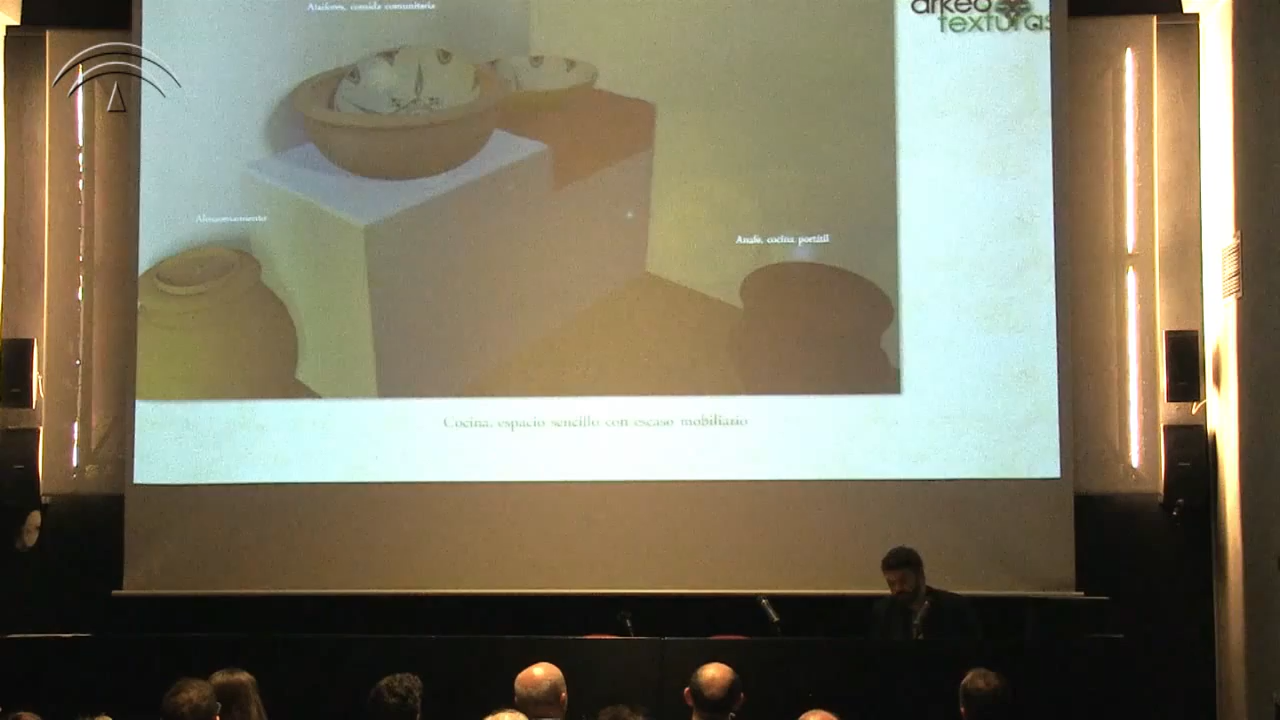 Ataifores, comida comunitaria
arkeo
texturas
Almacenamiento
Anafe, cocina portátil
Cocina, espacio sencillo con escaso mobiliario